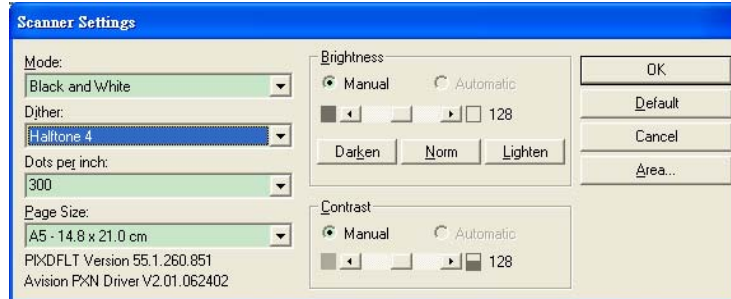 Scanner Settings
Mode:
Black and White
Dither:
Halftone 4
Dots per inch:
300
Page Size:
A5 - 14.8 x 21.0 cm
PIXDFLT Version 55.1.260.851
Avision PXN Driver V2.01.062402
Brightness
Manual
Automatic
128
Darken
Norm
Lighten
Contrast
Manual
Automatic
128
OK
Default
Cancel
Area...